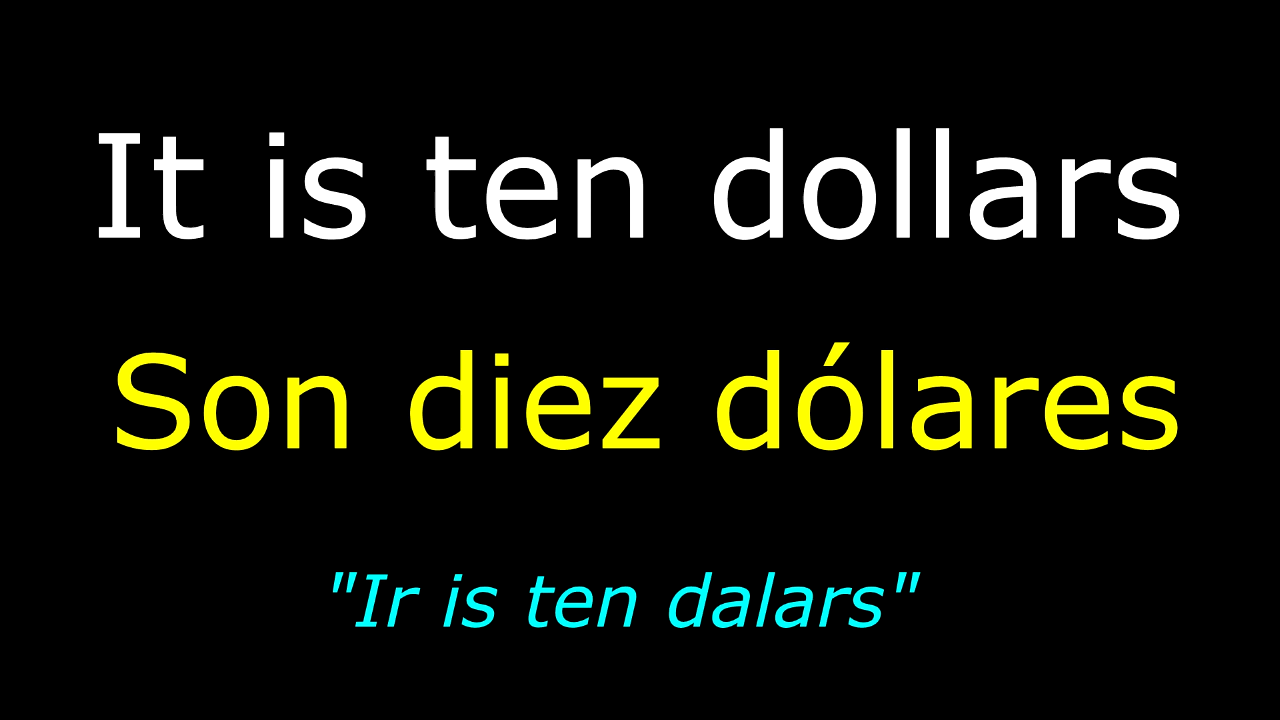 It is ten dollars
Son diez dólares
"Ir is ten dalars"